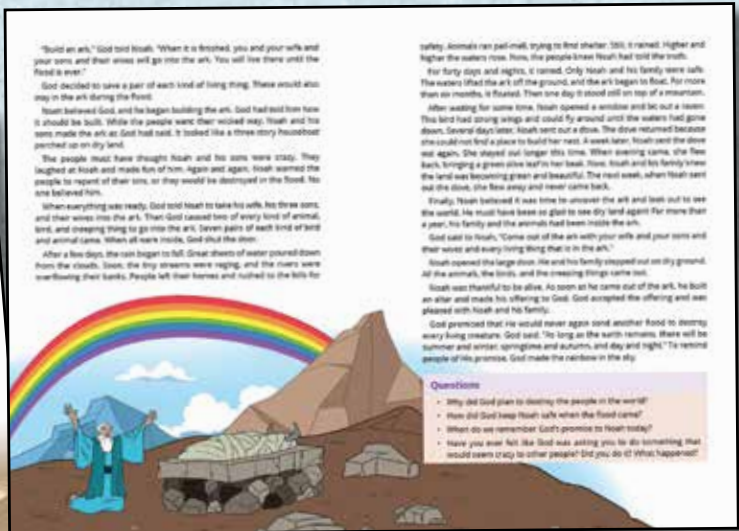 "Build an ark," God told Noah. "When it is finished, you and your wife and
your sons and their wives will go into the ark. You will live there until the
flood is over."
God decided to save a pair of each kind of living thing. These would also
stay in the ark during the flood.
Noah believed God, and he began building the ark. God had told him how
it should be built. While the people went their wicked way, Noah and his
sons made the ark as God had said. It looked like a three story houseboat
perched up on dry land.
The people must have thought Noah and his sons were crazy. They
laughed at Noah and made fun of him. Again and again, Noah warned the
people to repent of their sins, or they would be destroyed in the flood. No
one believed him.
When everything was ready, God told Noah to take his wife, his three sons,
and their wives into the ark. Then God caused two of every kind of animal,
bird, and creeping thing to go into the ark. Seven pairs of each kind of bird
and animal came. When all were inside, God shut the door.
After a few days, the rain began to fall. Great sheets of water poured down
from the clouds. Soon, the tiny streams were raging, and the rivers were
overflowing their banks. People left their homes and rushed to the hills for
safety. Animals ran pell-mell, trying to find shelter. Still, it rained. Higher and
higher the waters rose. Now, the people knew Noah had told the truth.
For forty days and nights, it rained. Only Noah and his family were safe.
The waters lifted the ark off the ground, and the ark began to float. For more
than six months, it floated. Then one day it stood still on top of a mountain.
After waiting for some time, Noah opened a window and let out a raven.
This bird had strong wings and could fly around until the waters had gone
down. Several days later, Noah sent out a dove. The dove returned because
she could not find a place to build her nest. A week later, Noah sent the dove
out again. She stayed out longer this time. When evening came, she flew
back, bringing a green olive leaf in her beak. Now, Noah and his family knew
the land was becoming green and beautiful. The next week, when Noah sent
out the dove, she flew away and never came back.
Finally, Noah believed it was time to uncover the ark and look out to see
the world. He must have been so glad to see dry land again! For more than
a year, his family and the animals had been inside the ark.
God said to Noah, "Come out of the ark with your wife and your sons and
their wives and every living thing that is in the ark."
Noah opened the large door. He and his family stepped out on dry ground.
All the animals, the birds, and the creeping things came out.
Noah was thankful to be alive. As soon as he came out of the ark, he built
an altar and made his offering to God. God accepted the offering and was
pleased with Noah and his family.
God promised that He would never again send another flood to destroy
every living creature. God said, "As long as the earth remains, there will be
summer and winter, springtime and autumn, and day and night." To remind
people of His promise, God made the rainbow in the sky.
Questions
• Why did God plan to destroy the people in the world?
• How did God keep Noah safe when the flood came?
• When do we remember God's promise to Noah today?
• Have you ever felt like God was asking you to do something that
would seem crazy to other people? Did you do it? What happened?